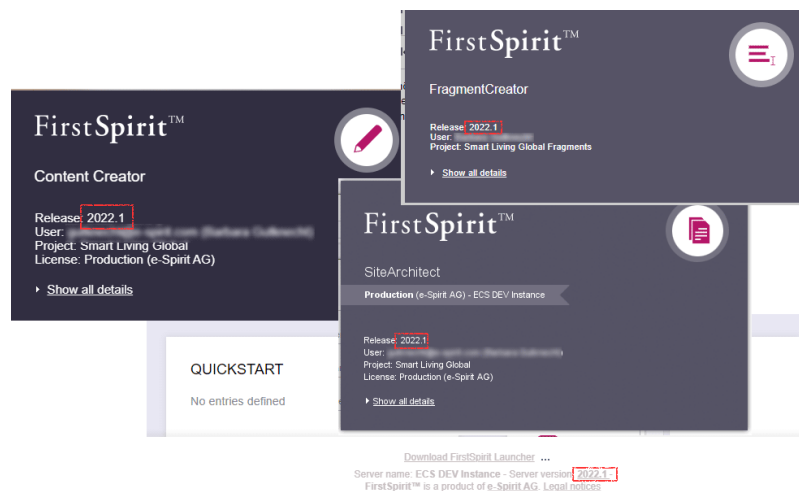 FirstSpirit™
FragmentCreator
Release: 2022.1
User:
Project: Smart Living Global Fragments
Show all details
FirstSpirit™
Content Creator
Release: 2022.1
User:
Project: Smart Living Global
License: Production (e-Spirit AG)
Show all details
FirstSpirit™
SiteArchitect
Production (e-Spirit AG) - ECS DEV Instance
Release: 2022.1
User:
Project: Smart Living Global
License: Production (e-Spirit AG)
Show all details
QUICKSTART
No entries defined
Download FirstSpirit Launcher ...
Server name: ECS DEV Instance - Server version: 2022.1 -
FirstSpirit™ is a product of e-Spirit AG. Legal notices